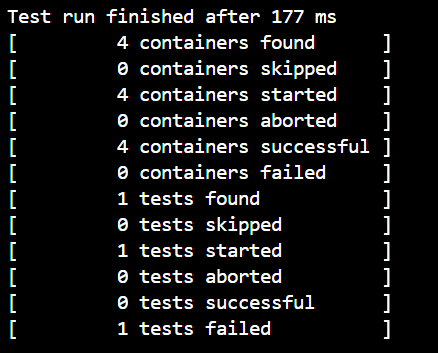 Test run finished after 177 ms
[         4 containers found      ]
[         0 containers skipped    ]
[         4 containers started    ]
[         0 containers aborted    ]
[         4 containers successful ]
[         0 containers failed     ]
[         1 tests found           ]
[         0 tests skipped         ]
[         1 tests started         ]
[         0 tests aborted         ]
[         0 tests successful      ]
[         1 tests failed          ]